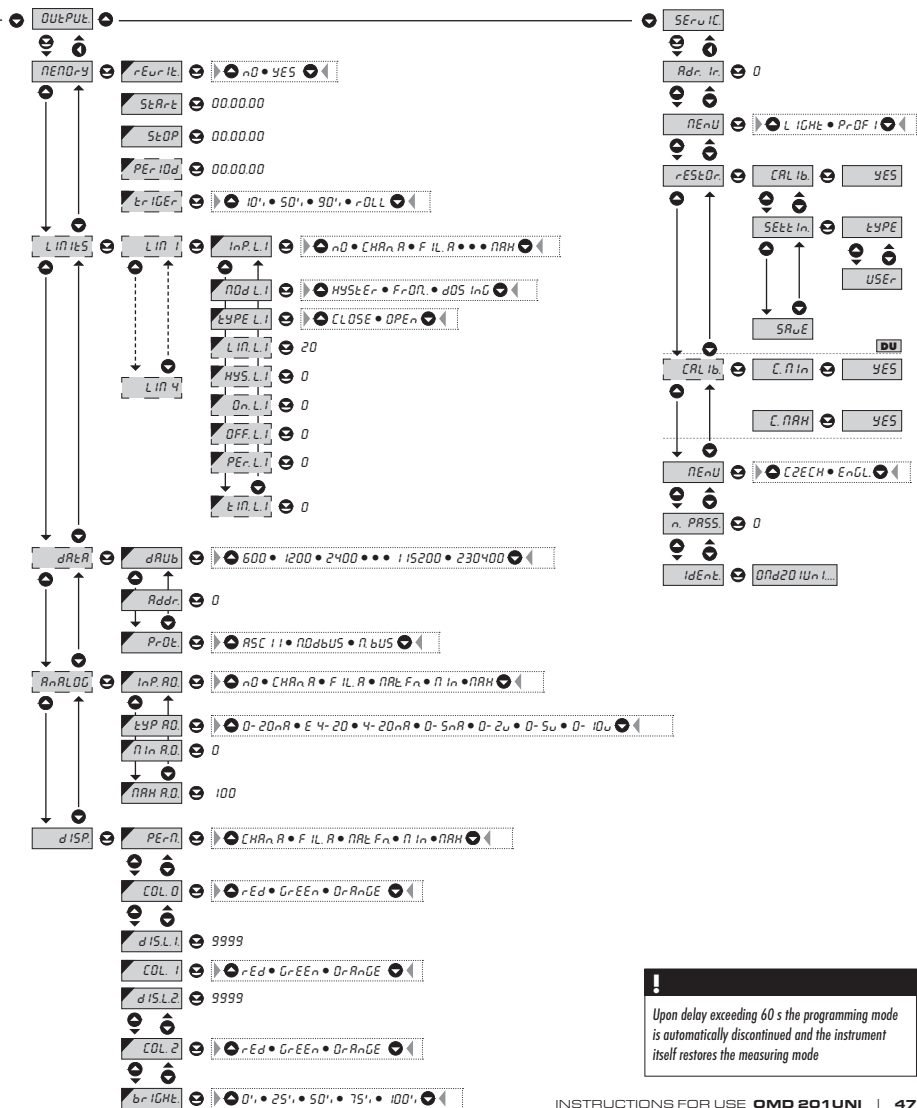 OUtPUt.
MEMOrY
rEwrIt.
nO • YES
StArt
00.00.00
StOP
00.00.00
PErIOd
00.00.00
trIGEr
10% • 50% • 90% • rOLL
LIMItS
LIM 1
InP. L.1
nO • CHAn. A • FIL. A • • • MAX
MOd L.1
HYStEr • FrOM. • dOSInG
tYPE L.1
CLOSE • OPEn
LIM. L.1
20
LIM 4
HYS. L.1
0
On. L.1
0
OFF. L.1
0
PEr. L.1
0
tIM. L.1
0
dAtA
bAUd
600 • 1200 • 2400 • • • 115200 • 230400
Addr.
0
PrOt.
ASCII • M.OdbUS • M.bUS
AnALOG
InP. AO.
nO • CHAn. A • FIL. A • MAt Fn • MIn • MAX
tYP AO.
0-20mA • E 4-20 • 4-20mA • 0-5mA • 0-2v • 0-5v • 0-10v
MIn A.O.
0
MAX A.O.
100
dISP.
PErM.
CHAn. A • FIL. A • MAt Fn • MIn • MAX
COL. 0
rEd • GrEEn • OrAnGE
dIS.L.1.
9999
COL. 1
rEd • GrEEn • OrAnGE
dIS.L.2.
9999
COL. 2
rEd • GrEEn • OrAnGE
brIGHt.
0% • 25% • 50% • 75% • 100%
SErvIC.
Adr. Ir.
0
MEnU
LIGHt • PrOFI
rEStOr.
CALIb.
YES
SEttIn.
tYPE
USEr
SAvE
DU
CALIb.
C. MIn
YES
C. MAX
YES
MEnU
CZECH • EnGL.
n. PASS.
0
IdEnt.
OMd201Un1....
!
Upon delay exceeding 60 s the programming mode
is automatically discontinued and the instrument
itself restores the measuring mode
INSTRUCTIONS FOR USE OMD 201UNI | 47